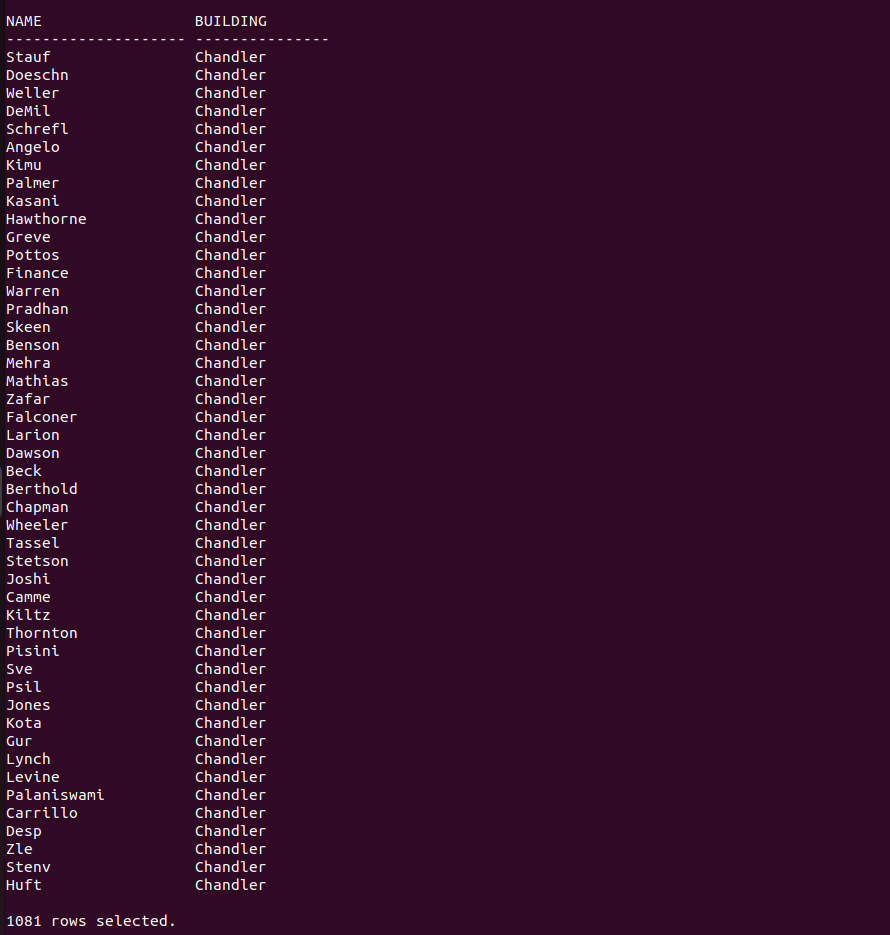 NAME                 BUILDING
-------------------- ---------------
Stauf                Chandler
Doeschn              Chandler
Weller               Chandler
DeMil                Chandler
Schrefl              Chandler
Angelo               Chandler
Kimu                 Chandler
Palmer               Chandler
Kasani               Chandler
Hawthorne            Chandler
Greve                Chandler
Pottos               Chandler
Finance              Chandler
Warren               Chandler
Pradhan              Chandler
Skeen                Chandler
Benson               Chandler
Mehra                Chandler
Mathias              Chandler
Zafar                Chandler
Falconer             Chandler
Larion               Chandler
Dawson               Chandler
Beck                 Chandler
Berthold             Chandler
Chapman              Chandler
Wheeler              Chandler
Tassel               Chandler
Stetson              Chandler
Joshi                Chandler
Camme                Chandler
Kiltz                Chandler
Thornton             Chandler
Pisini               Chandler
Sve                  Chandler
Psil                 Chandler
Jones                Chandler
Kota                 Chandler
Gur                  Chandler
Lynch                Chandler
Levine               Chandler
Palaniswami          Chandler
Carrillo             Chandler
Desp                 Chandler
Zle                  Chandler
Stenv                Chandler
Huft                 Chandler
1081 rows selected.